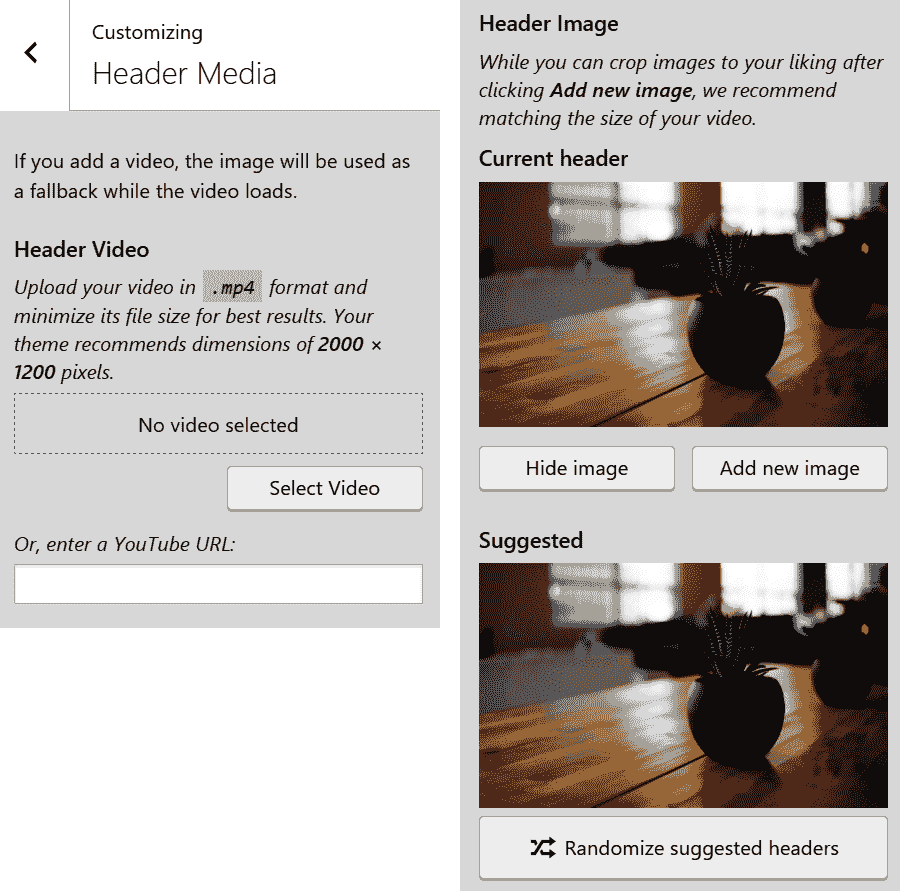 Customizing
Header Media
If you add a video, the image will be used as
a fallback while the video loads.
Header Video
Upload your video in .mp4 format and
minimize its file size for best results. Your
theme recommends dimensions of 2000 ×
1200 pixels.
No video selected
Select Video
Or, enter a YouTube URL:
Header Image
While you can crop images to your liking after
clicking Add new image, we recommend
matching the size of your video.
Current header
Hide image
Add new image
Suggested
Randomize suggested headers